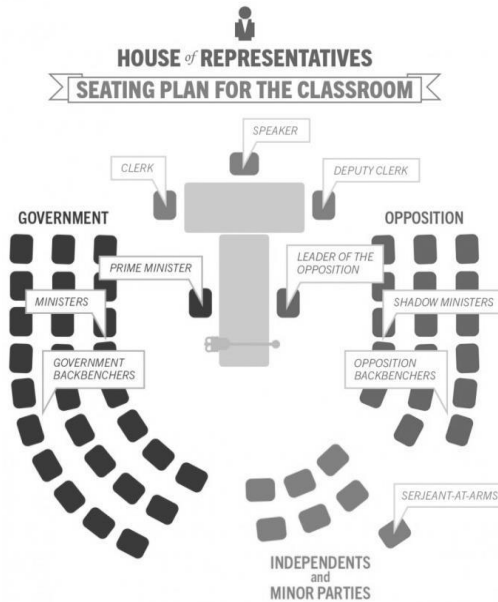 HOUSE of REPRESENTATIVES
SEATING PLAN FOR THE CLASSROOM
SPEAKER
CLERK
DEPUTY CLERK
GOVERNMENT
OPPOSITION
PRIME MINISTER
LEADER OF THE
OPPOSITION
MINISTERS
SHADOW MINISTERS
GOVERNMENT
BACKBENCHERS
OPPOSITION
BACKBENCHERS
SERJEANT-AT-ARMS
INDEPENDENTS
and
MINOR PARTIES